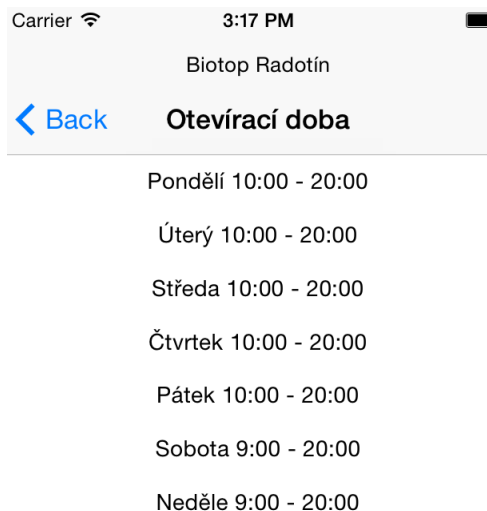 Carrier 3:17 PM
Biotop Radotín
Back Otevírací doba
Pondělí 10:00 - 20:00
Úterý 10:00 - 20:00
Středa 10:00 - 20:00
Čtvrtek 10:00 - 20:00
Pátek 10:00 - 20:00
Sobota 9:00 - 20:00
Neděle 9:00 - 20:00